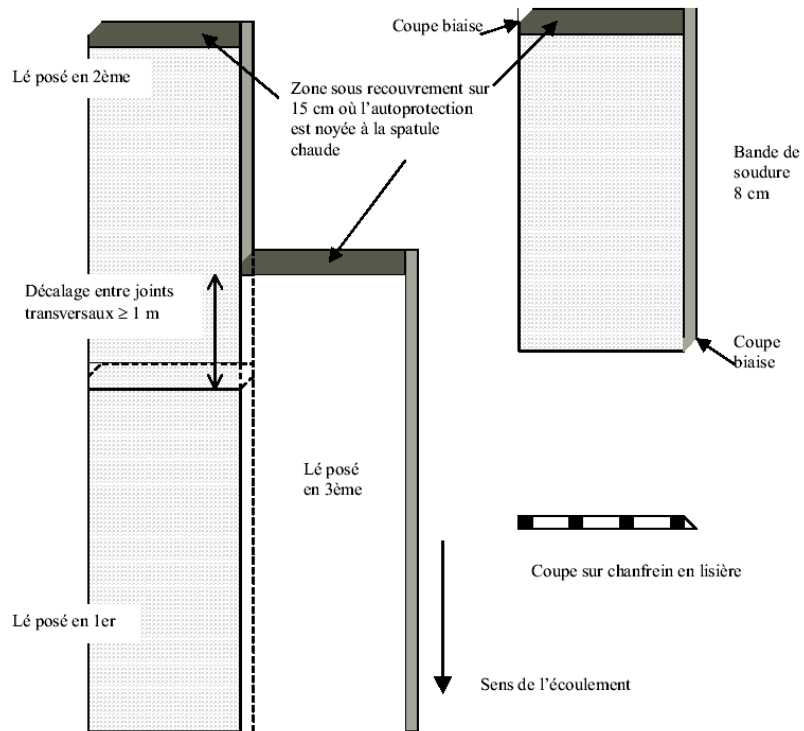 Coupe biaise
Lé posé en 2ème
Zone sous recouvrement sur
15 cm où l’autoprotection
est noyée à la spatule
chaude
Bande de
soudure
8 cm
Décalage entre joints
transversaux ≥ 1 m
Coupe
biaise
Lé posé
en 3ème
Coupe sur chanfrein en lisière
Lé posé en 1er
Sens de l’écoulement